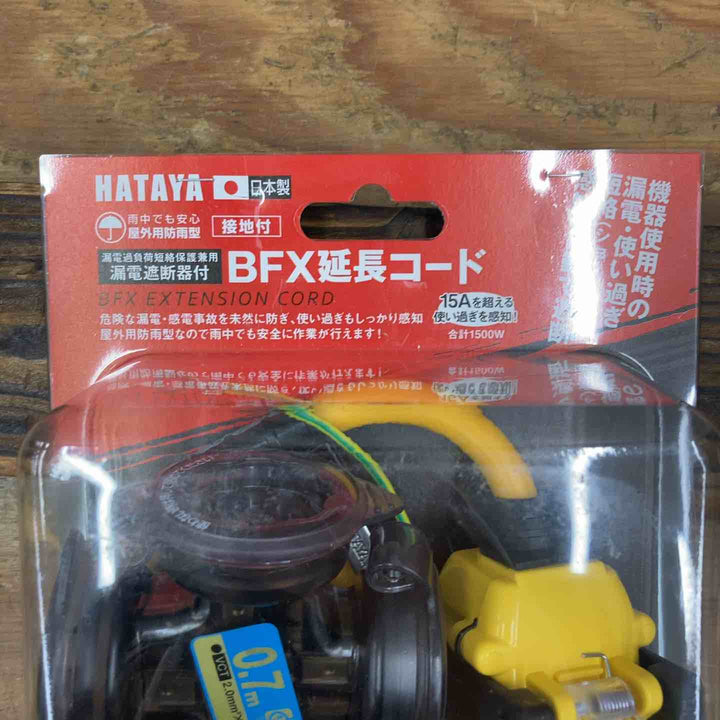 HATAYA 日本製
雨中でも安心
屋外用防雨型
接地付
漏電過負荷短絡保護兼用
漏電遮断器付
BFX延長コード
BFX EXTENSION CORD
危険な漏電・感電事故を未然に防ぎ、使い過ぎもしっかり感知
屋外用防雨型なので雨中でも安全に作業が行えます!
15Aを超える
使い過ぎを感知!
合計1500W
機器使用時の
漏電・使い過ぎ
0.7m
VCT 2.0mm²